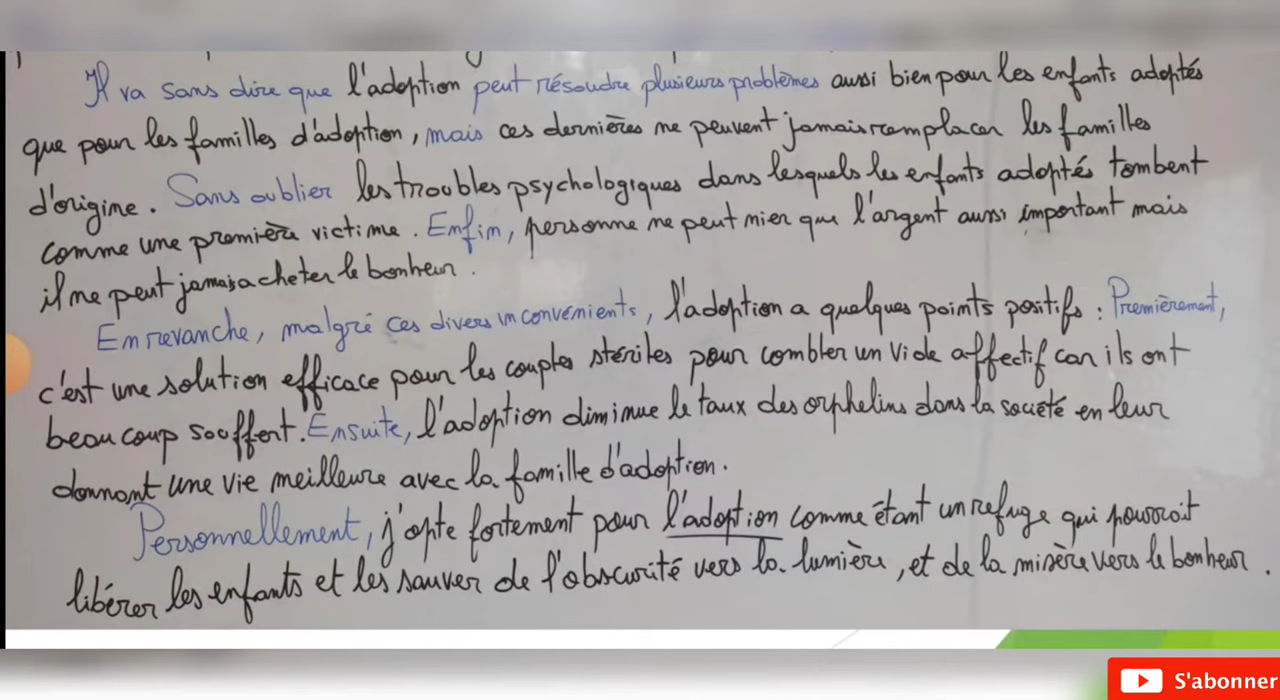 Il va sans dire que l'adoption peut résoudre plusieurs problèmes aussi bien pour les enfants adoptés
que pour les familles d'adoption, mais ces dernières ne peuvent jamais remplacer les familles
d'origine. Sans oublier les troubles psychologiques dans lesquels les enfants adoptés tombent
comme une première victime. Enfin, personne ne peut nier que l'argent aussi important mais
il ne peut jamais acheter le bonheur.
En revanche, malgré ces divers inconvénients, l'adoption a quelques points positifs : Premièrement,
c'est une solution efficace pour les couples stériles pour combler un vide affectif car ils ont
beaucoup souffert. Ensuite, l'adoption diminue le taux des orphelins dans la société en leur
donnant une vie meilleure avec la famille d'adoption.
Personnellement, j'opte fortement pour l'adoption comme étant un refuge qui pourrait
libérer les enfants et les sauver de l'obscurité vers la lumière, et de la misère vers le bonheur.
S'abonner